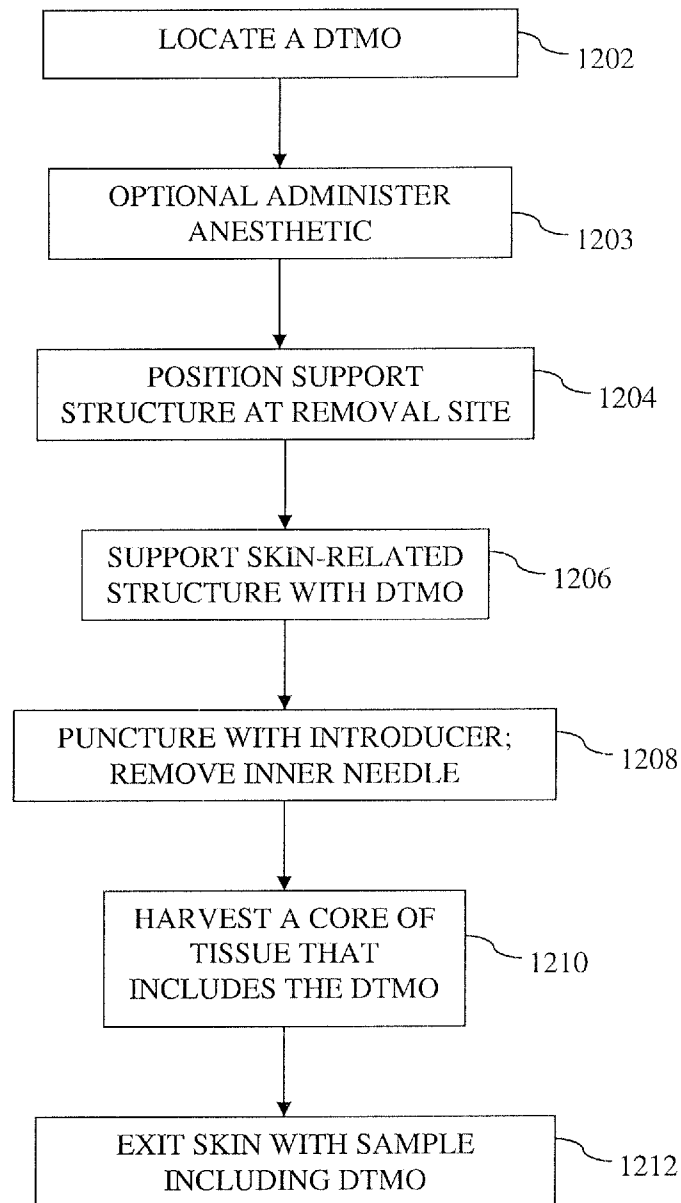 LOCATE A DTMO
1202
OPTIONAL ADMINISTER
ANESTHETIC
1203
POSITION SUPPORT
STRUCTURE AT REMOVAL SITE
1204
SUPPORT SKIN-RELATED
STRUCTURE WITH DTMO
1206
PUNCTURE WITH INTRODUCER;
REMOVE INNER NEEDLE
1208
HARVEST A CORE OF
TISSUE THAT
INCLUDES THE DTMO
1210
EXIT SKIN WITH SAMPLE
INCLUDING DTMO
1212